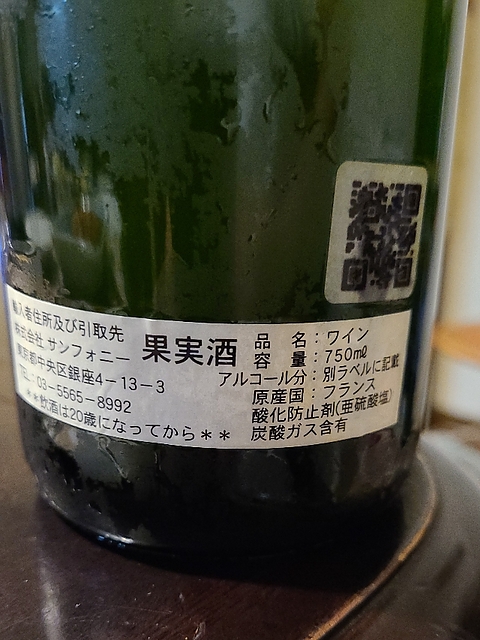 輸入者住所及び引取先
株式会社 サンフォニー
東京都中央区銀座4-13-3
TEL:03-5565-8992
**飲酒は20歳になってから**
果実酒
品 名:ワイン
容 量:750mℓ
アルコール分:別ラベルに記載
原産国:フランス
酸化防止剤(亜硫酸塩)
炭酸ガス含有